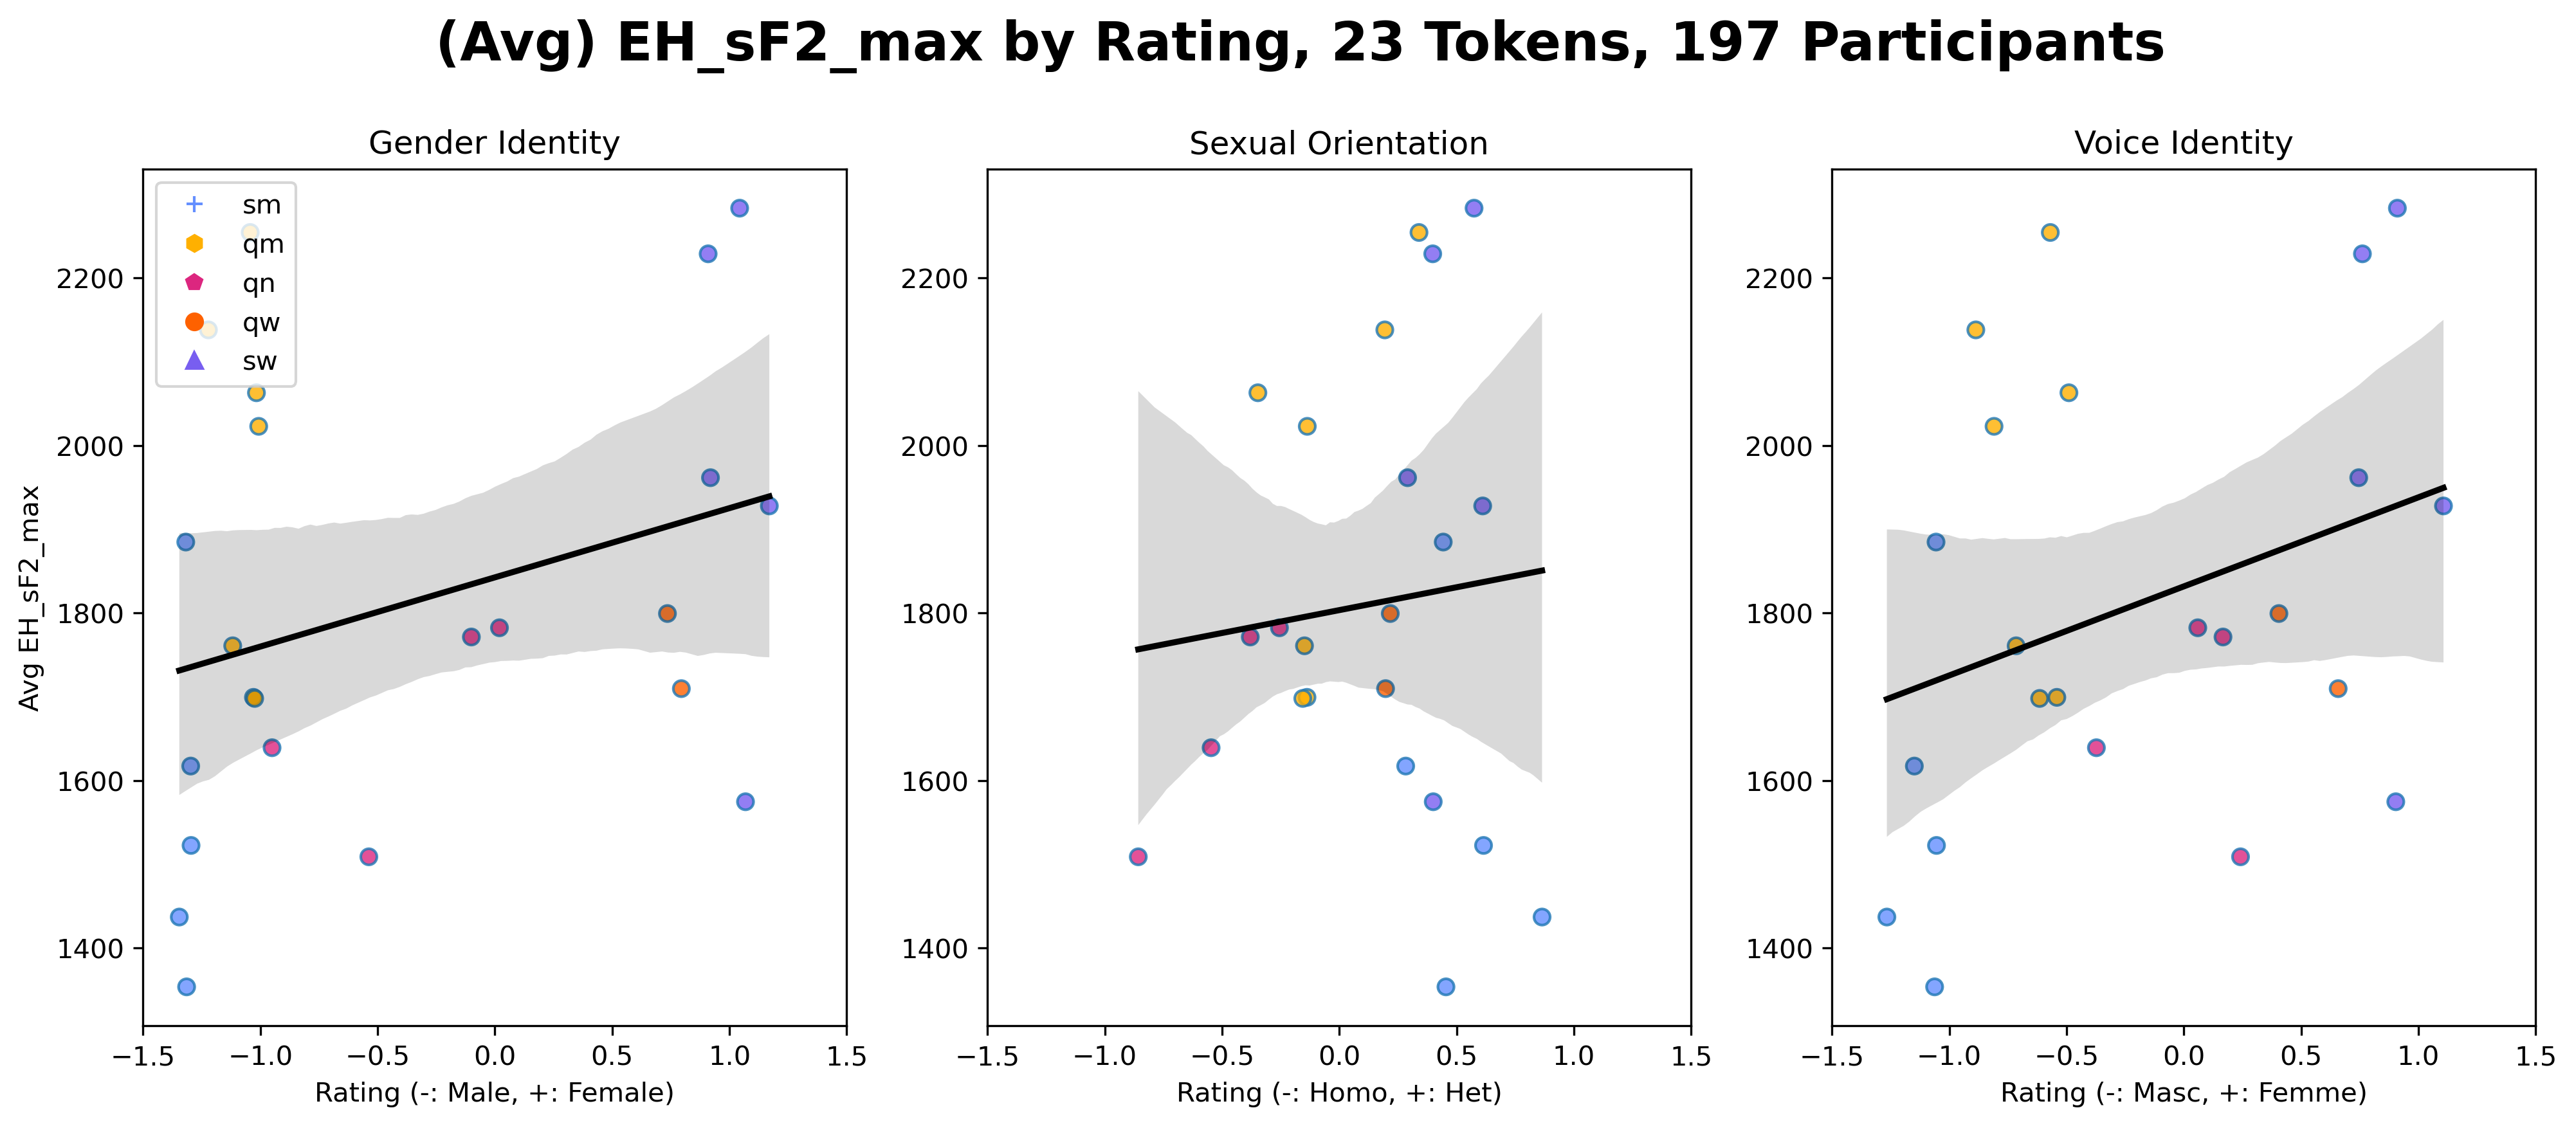 (Avg) EH_sF2_max by Rating, 23 Tokens, 197 Participants
Gender Identity
Sexual Orientation
Voice Identity
sm
qm
qn
qw
sw
Avg EH_sF2_max
2200
2000
1800
1600
1400
−1.5
−1.0
−0.5
0.0
0.5
1.0
1.5
Rating (-: Male, +: Female)
2200
2000
1800
1600
1400
−1.5
−1.0
−0.5
0.0
0.5
1.0
1.5
Rating (-: Homo, +: Het)
2200
2000
1800
1600
1400
−1.5
−1.0
−0.5
0.0
0.5
1.0
1.5
Rating (-: Masc, +: Femme)